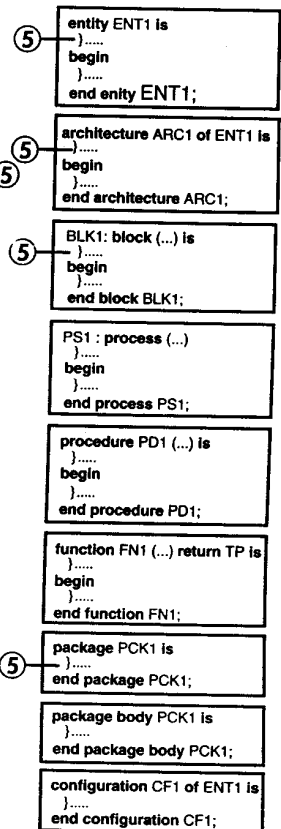 entity ENT1 is
⑤ }.....
begin
}.....
end enity ENT1;
architecture ARC1 of ENT1 is
⑤ }.....
⑤ begin
}.....
end architecture ARC1;
BLK1: block (...) is
⑤ }.....
begin
}.....
end block BLK1;
PS1 : process (...)
}.....
begin
}.....
end process PS1;
procedure PD1 (...) is
}.....
begin
}.....
end procedure PD1;
function FN1 (...) return TP is
}.....
begin
}.....
end function FN1;
package PCK1 is
⑤ }.....
end package PCK1;
package body PCK1 is
}.....
end package body PCK1;
configuration CF1 of ENT1 is
}.....
end configuration CF1;